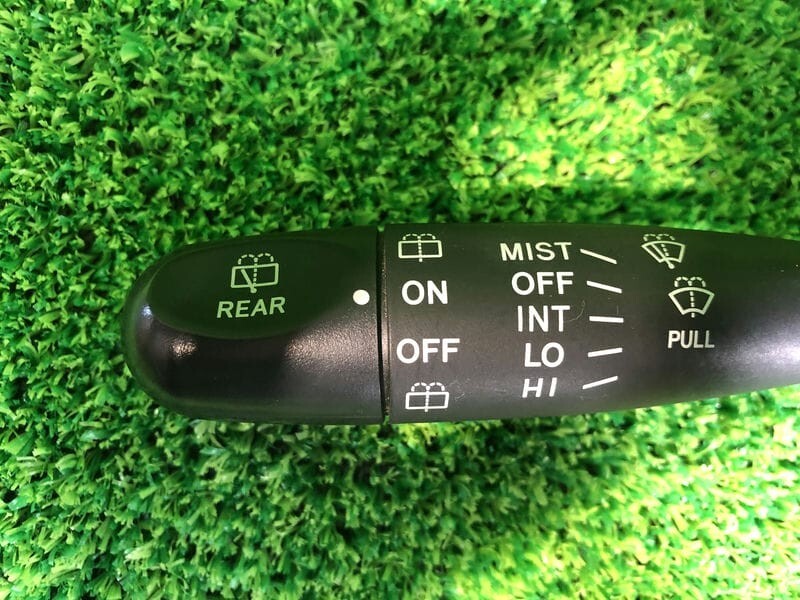 REAR
ON
OFF
MIST
OFF
INT
LO
HI
PULL